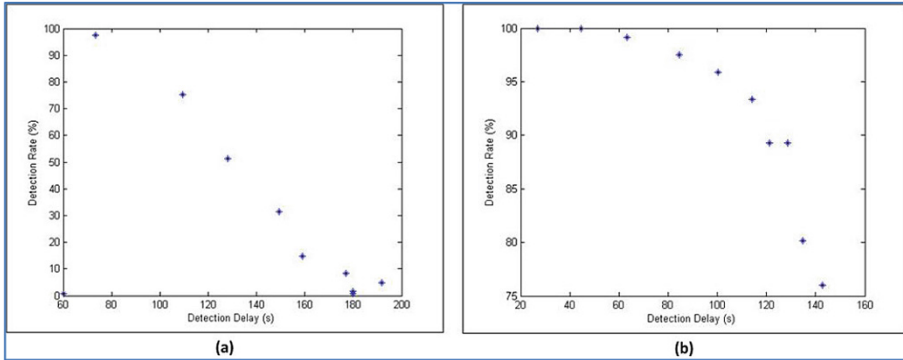 100
90
80
70
60
50
40
30
20
10
0
Detection Rate (%)
60 80 100 120 140 160 180 200
Detection Delay (s)
(a)
100
95
90
85
80
75
Detection Rate (%)
20 40 60 80 100 120 140 160
Detection Delay (s)
(b)